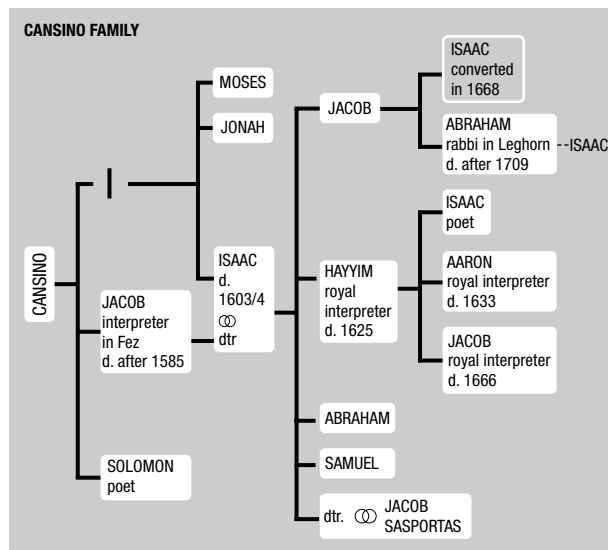 CANSINO FAMILY
MOSES
JONAH
CANSINO
JACOB
interpreter
in Fez
d. after 1585
SOLOMON
poet
ISAAC
d.
1603/4
dtr
JACOB
HAYYIM
royal
interpreter
d. 1625
ABRAHAM
SAMUEL
dtr.
JACOB
SASPORTAS
ISAAC
converted
in 1668
ABRAHAM
rabbi in Leghorn
d. after 1709
--ISAAC
ISAAC
poet
AARON
royal interpreter
d. 1633
JACOB
royal interpreter
d. 1666